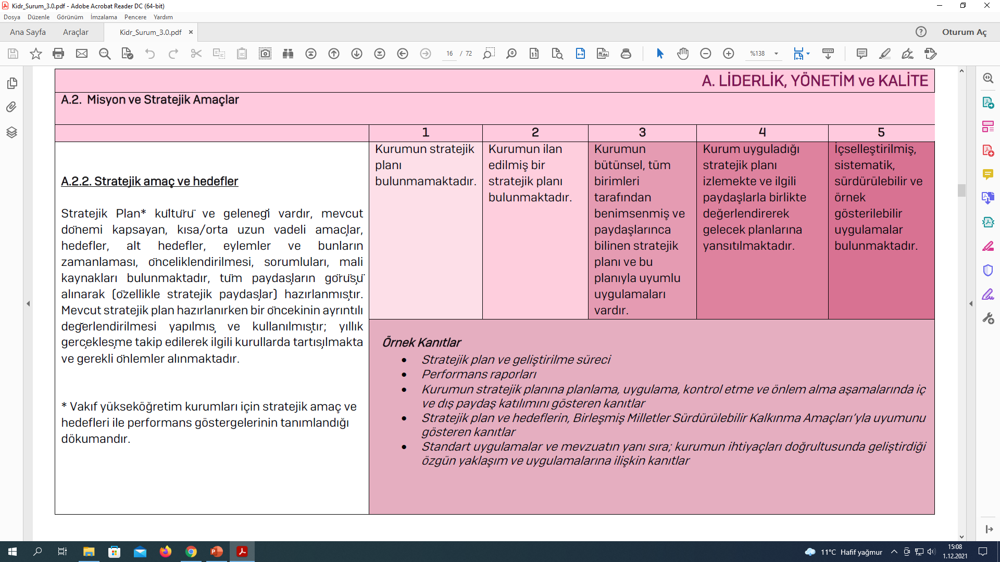 Kidr_Surum_3.0.pdf - Adobe Acrobat Reader DC (64-bit)
Dosya Düzenle Görünüm İmzalama Pencere Yardım
Ana Sayfa Araçlar Kidr_Surum_3.0.pdf × Oturum Aç
16 / 72 %138
A. LİDERLİK, YÖNETİM ve KALİTE
A.2. Misyon ve Stratejik Amaçlar
1 2 3 4 5
A.2.2. Stratejik amaç ve hedefler
Stratejik Plan* kültürü ve geleneği vardır, mevcut
dönemi kapsayan, kısa/orta uzun vadeli amaçlar,
hedefler, alt hedefler, eylemler ve bunların
zamanlaması, önceliklendirilmesi, sorumluları, mali
kaynakları bulunmaktadır, tüm paydaşların görüşü
alınarak (özellikle stratejik paydaşlar) hazırlanmıştır.
Mevcut stratejik plan hazırlanırken bir öncekinin ayrıntılı
değerlendirilmesi yapılmış ve kullanılmıştır; yıllık
gerçekleşme takip edilerek ilgili kurullarda tartışılmakta
ve gerekli önlemler alınmaktadır.
* Vakıf yükseköğretim kurumları için stratejik amaç ve
hedefleri ile performans göstergelerinin tanımlandığı
dökumandır.
Kurumun stratejik
planı
bulunmamaktadır.
Kurumun ilan
edilmiş bir
stratejik planı
bulunmaktadır.
Kurumun
bütünsel, tüm
birimleri
tarafından
benimsenmiş ve
paydaşlarınca
bilinen stratejik
planı ve bu
planıyla uyumlu
uygulamaları
vardır.
Kurum uyguladığı
stratejik planı
izlemekte ve ilgili
paydaşlarla birlikte
değerlendirerek
gelecek planlarına
yansıtılmaktadır.
İçselleştirilmiş,
sistematik,
sürdürülebilir ve
örnek
gösterilebilir
uygulamalar
bulunmaktadır.
Örnek Kanıtlar
• Stratejik plan ve geliştirilme süreci
• Performans raporları
• Kurumun stratejik planına planlama, uygulama, kontrol etme ve önlem alma aşamalarında iç
ve dış paydaş katılımını gösteren kanıtlar
• Stratejik plan ve hedeflerin, Birleşmiş Milletler Sürdürülebilir Kalkınma Amaçları’yla uyumunu
gösteren kanıtlar
• Standart uygulamalar ve mevzuatın yanı sıra; kurumun ihtiyaçları doğrultusunda geliştirdiği
özgün yaklaşım ve uygulamalarına ilişkin kanıtlar
11°C Hafif yağmur
15:08
1.12.2021